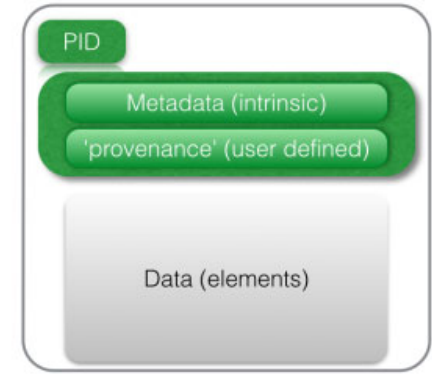 PID
Metadata (intrinsic)
'provenance' (user defined)
Data (elements)